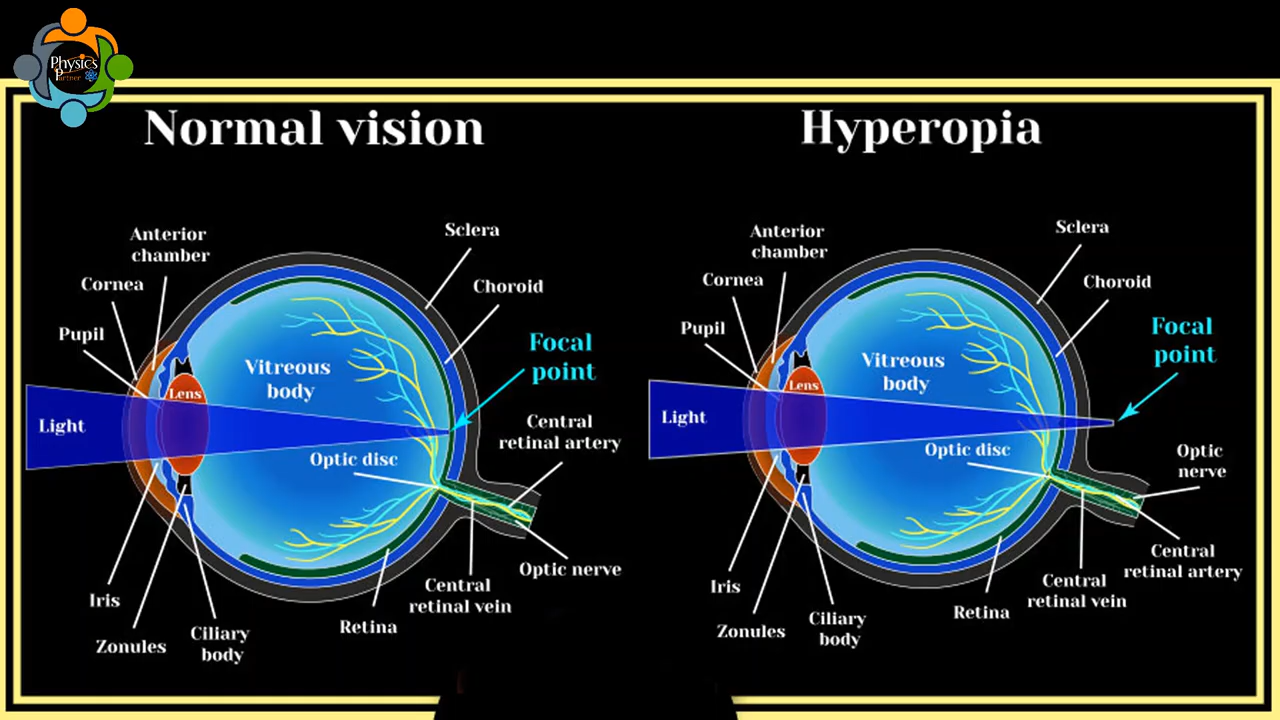 Physics
Partner
Normal vision
Sclera
Anterior
chamber
Cornea
Choroid
Pupil
Focal
point
Vitreous
body
Lens
Light
Central
retinal artery
Optic disc
Optic nerve
Central
retinal vein
Iris
Retina
Zonules
Ciliary
body
Hyperopia
Sclera
Anterior
chamber
Cornea
Choroid
Pupil
Focal
point
Vitreous
body
Lens
Light
Optic disc
Optic
nerve
Central
retinal artery
Central
retinal vein
Iris
Retina
Zonules
Ciliary
body